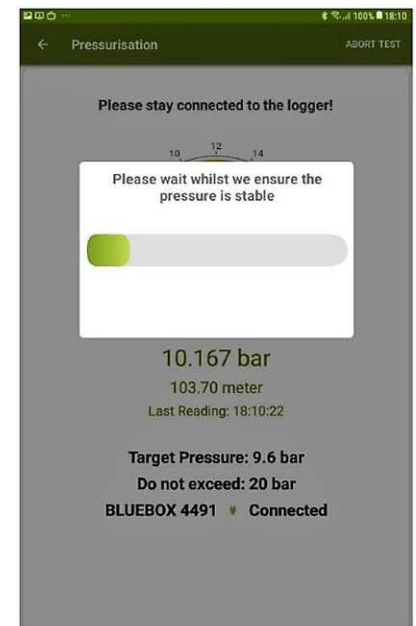 100% 18:10
Pressurisation
ABORT TEST
Please stay connected to the logger!
10 12 14
Please wait whilst we ensure the
pressure is stable
10.167 bar
103.70 meter
Last Reading: 18:10:22
Target Pressure: 9.6 bar
Do not exceed: 20 bar
BLUEBOX 4491 Connected